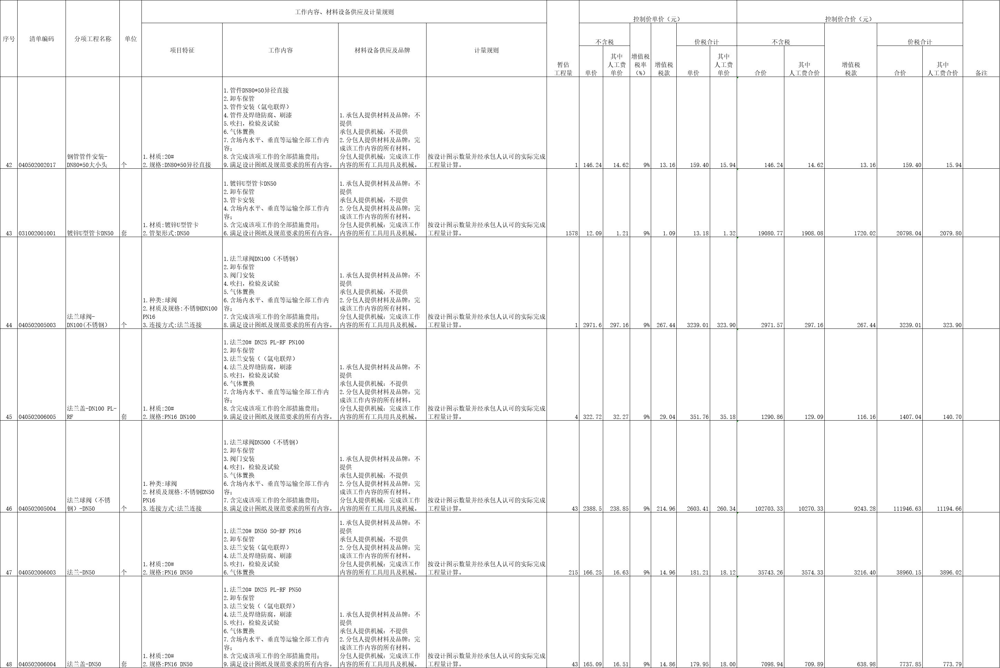 工作内容、材料设备供应及计量规则
控制价单价（元）
控制价合价（元）
序号
清单编码
分项工程名称
单位
项目特征
工作内容
材料设备供应及品牌
计量规则
暂估
工程量
不含税
价税合计
不含税
价税合计
单价
其中
人工费
单价
增值税
税率
（%）
增值税
税款
单价
其中
人工费
单价
合价
其中
人工费合价
增值税
税款
合价
其中
人工费合价
备注
42
040502002017
钢管管件安装-
DN80*50大小头
个
1.材质:20#
2.规格:DN80*50异径直接
1.管件DN80*50异径直接
2.卸车保管
3.管件安装（氩电联焊）
4.管件及焊缝防腐、刷漆
5.吹扫，检验及试验
6.气体置换
7.含场内水平、垂直等运输全部工作内
容；
8.含完成该项工作的全部措施费用；
9.满足设计图纸及规范要求的所有内容。
1.承包人提供材料及品牌：不
提供
承包人提供机械：不提供
2.分包人提供材料及品牌：完
成该工作内容的所有材料。
分包人提供机械：完成该工作
内容的所有工具用具及机械。
按设计图示数量并经承包人认可的实际完成
工程量计算。
1 146.24 14.62 9% 13.16 159.40 15.94 146.24 14.62 13.16 159.40 15.94
43
031002001001
镀锌U型管卡DN50
套
1.材质:镀锌U型管卡
2.管架形式:DN50
1.镀锌U型管卡DN50
2.卸车保管
3.管卡安装
4.含场内水平、垂直等运输全部工作内
容；
5.含完成该项工作的全部措施费用；
6.满足设计图纸及规范要求的所有内容。
1.承包人提供材料及品牌：不
提供
承包人提供机械：不提供
2.分包人提供材料及品牌：完
成该工作内容的所有材料。
分包人提供机械：完成该工作
内容的所有工具用具及机械。
按设计图示数量并经承包人认可的实际完成
工程量计算。
1578 12.09 1.21 9% 1.09 13.18 1.32 19080.77 1908.08 1720.02 20798.04 2079.80
44
040502005003
法兰球阀-
DN100(不锈钢）
个
1.种类:球阀
2.材质及规格:不锈钢DN100
PN16
3.连接方式:法兰连接
1.法兰球阀DN100（不锈钢）
2.卸车保管
3.阀门安装
4.吹扫，检验及试验
5.气体置换
6.含场内水平、垂直等运输全部工作内
容；
7.含完成该项工作的全部措施费用；
8.满足设计图纸及规范要求的所有内容。
1.承包人提供材料及品牌：不
提供
承包人提供机械：不提供
2.分包人提供材料及品牌：完
成该工作内容的所有材料。
分包人提供机械：完成该工作
内容的所有工具用具及机械。
按设计图示数量并经承包人认可的实际完成
工程量计算。
1 2971.6 297.16 9% 267.44 3239.01 323.90 2971.57 297.16 267.44 3239.01 323.90
45
040502006005
法兰盖-DN100 PL-
RF
套
1.材质:20#
2.规格:PN16 DN100
1.法兰20# DN25 PL-RF PN100
2.卸车保管
3.法兰安装（（氩电联焊）
4.法兰及焊缝防腐，刷漆
5.吹扫，检验及试验
6.气体置换
7.含场内水平、垂直等运输全部工作内
容；
8.含完成该项工作的全部措施费用；
9.满足设计图纸及规范要求的所有内容。
1.承包人提供材料及品牌：不
提供
承包人提供机械：不提供
2.分包人提供材料及品牌：完
成该工作内容的所有材料。
分包人提供机械：完成该工作
内容的所有工具用具及机械。
按设计图示数量并经承包人认可的实际完成
工程量计算。
4 322.72 32.27 9% 29.04 351.76 35.18 1290.86 129.09 116.16 1407.04 140.70
46
040502005004
法兰球阀（不锈
钢）-DN50
个
1.种类:球阀
2.材质及规格:不锈钢DN50
PN16
3.连接方式:法兰连接
1.法兰球阀DN500（不锈钢）
2.卸车保管
3.阀门安装
4.吹扫，检验及试验
5.气体置换
6.含场内水平、垂直等运输全部工作内
容；
7.含完成该项工作的全部措施费用；
8.满足设计图纸及规范要求的所有内容。
1.承包人提供材料及品牌：不
提供
承包人提供机械：不提供
2.分包人提供材料及品牌：完
成该工作内容的所有材料。
分包人提供机械：完成该工作
内容的所有工具用具及机械。
按设计图示数量并经承包人认可的实际完成
工程量计算。
43 2388.5 238.85 9% 214.96 2603.41 260.34 102703.33 10270.33 9243.28 111946.63 11194.66
47
040502006003
法兰-DN50
个
1.材质:20#
2.规格:PN16 DN50
1.法兰20# DN50 SO-RF PN16
2.卸车保管
3.法兰安装（氩电联焊）
4.法兰及焊缝防腐、刷漆
5.吹扫，检验及试验
6.气体置换
1.承包人提供材料及品牌：不
提供
承包人提供机械：不提供
2.分包人提供材料及品牌：完
成该工作内容的所有材料。
分包人提供机械：完成该工作
内容的所有工具用具及机械。
按设计图示数量并经承包人认可的实际完成
工程量计算。
215 166.25 16.63 9% 14.96 181.21 18.12 35743.26 3574.33 3216.40 38960.15 3896.02
48
040502006004
法兰盖-DN50
套
1.材质:20#
2.规格:PN16 DN50
1.法兰20# DN25 PL-RF PN50
2.卸车保管
3.法兰安装（（氩电联焊）
4.法兰及焊缝防腐，刷漆
5.吹扫，检验及试验
6.气体置换
7.含场内水平、垂直等运输全部工作内
容；
8.含完成该项工作的全部措施费用；
9.满足设计图纸及规范要求的所有内容。
1.承包人提供材料及品牌：不
提供
承包人提供机械：不提供
2.分包人提供材料及品牌：完
成该工作内容的所有材料。
分包人提供机械：完成该工作
内容的所有工具用具及机械。
按设计图示数量并经承包人认可的实际完成
工程量计算。
43 165.09 16.51 9% 14.86 179.95 18.00 7098.94 709.89 638.98 7737.85 773.79